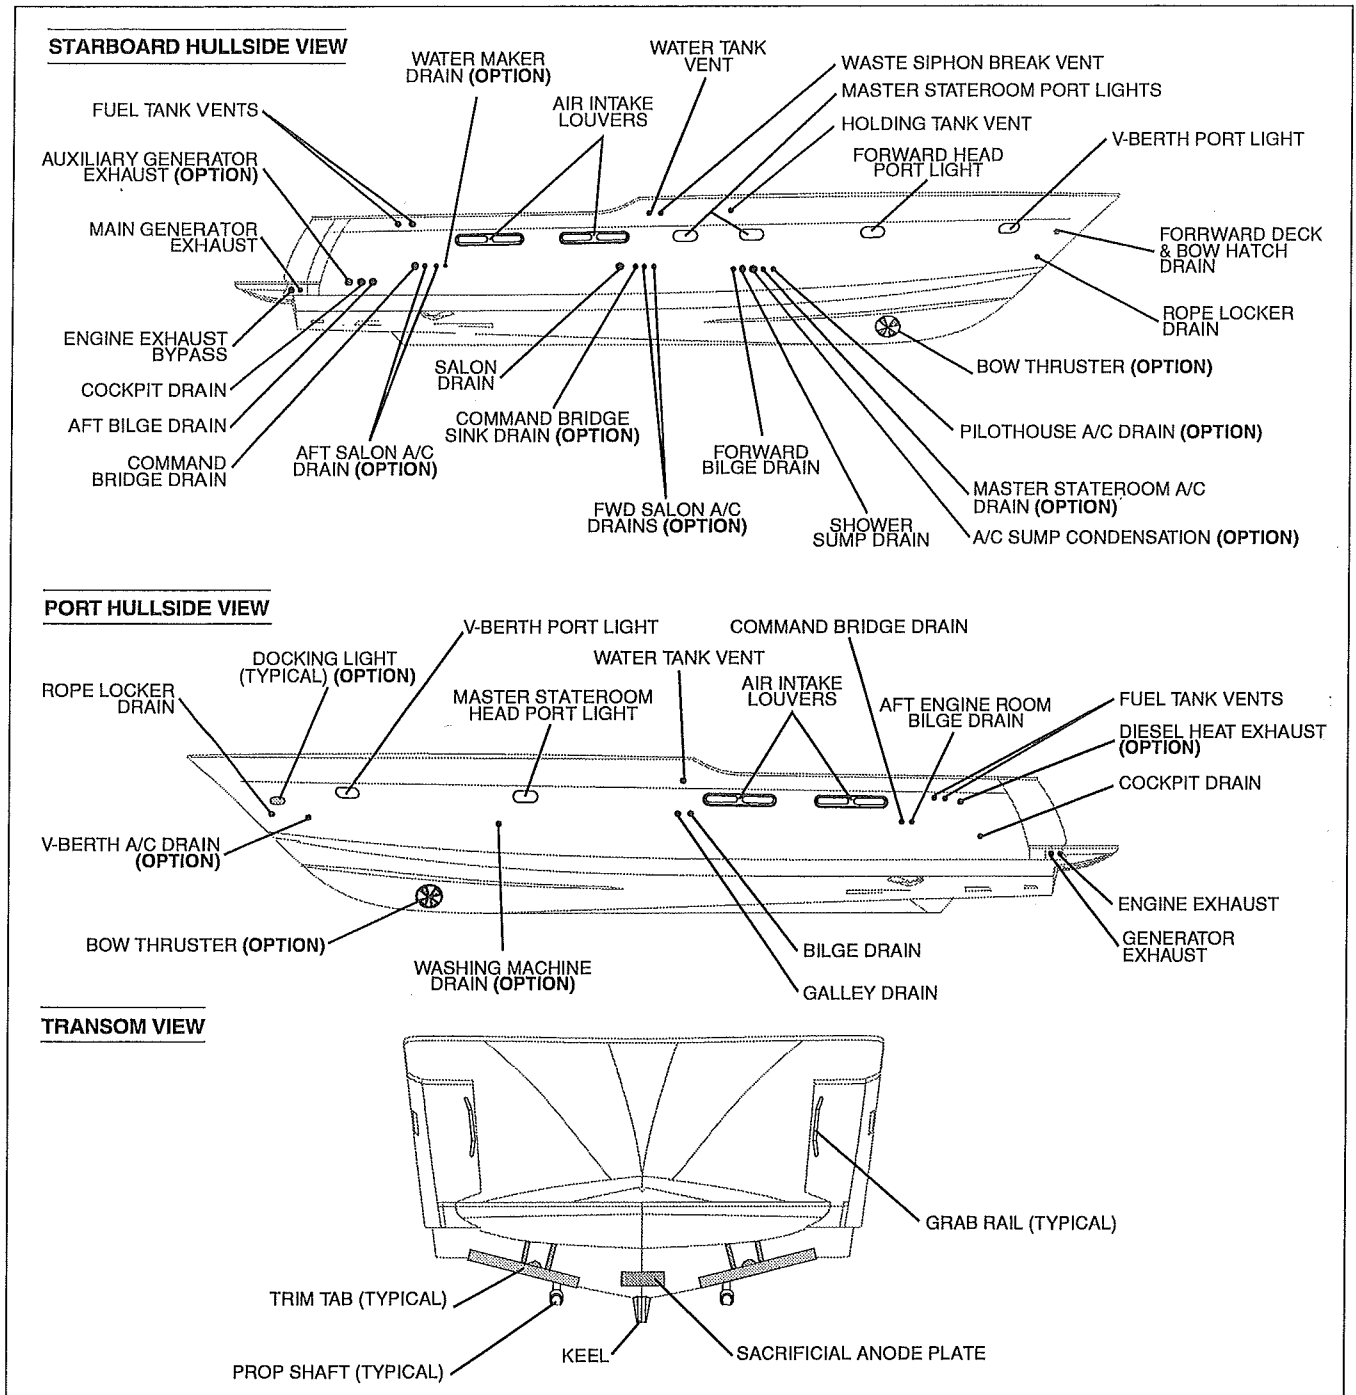 STARBOARD HULLSIDE VIEW
WATER MAKER
DRAIN (OPTION)
WATER TANK
VENT
WASTE SIPHON BREAK VENT
MASTER STATEROOM PORT LIGHTS
FUEL TANK VENTS
AIR INTAKE
LOUVERS
HOLDING TANK VENT
V-BERTH PORT LIGHT
AUXILIARY GENERATOR
EXHAUST (OPTION)
FORWARD HEAD
PORT LIGHT
MAIN GENERATOR
EXHAUST
FORRWARD DECK
& BOW HATCH
DRAIN
ENGINE EXHAUST
BYPASS
ROPE LOCKER
DRAIN
COCKPIT DRAIN
SALON
DRAIN
BOW THRUSTER (OPTION)
AFT BILGE DRAIN
COMMAND BRIDGE
SINK DRAIN (OPTION)
PILOTHOUSE A/C DRAIN (OPTION)
COMMAND
BRIDGE DRAIN
AFT SALON A/C
DRAIN (OPTION)
FORWARD
BILGE DRAIN
MASTER STATEROOM A/C
DRAIN (OPTION)
FWD SALON A/C
DRAINS (OPTION)
SHOWER
SUMP DRAIN
A/C SUMP CONDENSATION (OPTION)
PORT HULLSIDE VIEW
V-BERTH PORT LIGHT
COMMAND BRIDGE DRAIN
DOCKING LIGHT
(TYPICAL) (OPTION)
WATER TANK VENT
ROPE LOCKER
DRAIN
MASTER STATEROOM
HEAD PORT LIGHT
AIR INTAKE
LOUVERS
AFT ENGINE ROOM
BILGE DRAIN
FUEL TANK VENTS
DIESEL HEAT EXHAUST
(OPTION)
COCKPIT DRAIN
V-BERTH A/C DRAIN
(OPTION)
BOW THRUSTER (OPTION)
WASHING MACHINE
DRAIN (OPTION)
BILGE DRAIN
GALLEY DRAIN
ENGINE EXHAUST
GENERATOR
EXHAUST
TRANSOM VIEW
GRAB RAIL (TYPICAL)
TRIM TAB (TYPICAL)
KEEL
SACRIFICIAL ANODE PLATE
PROP SHAFT (TYPICAL)